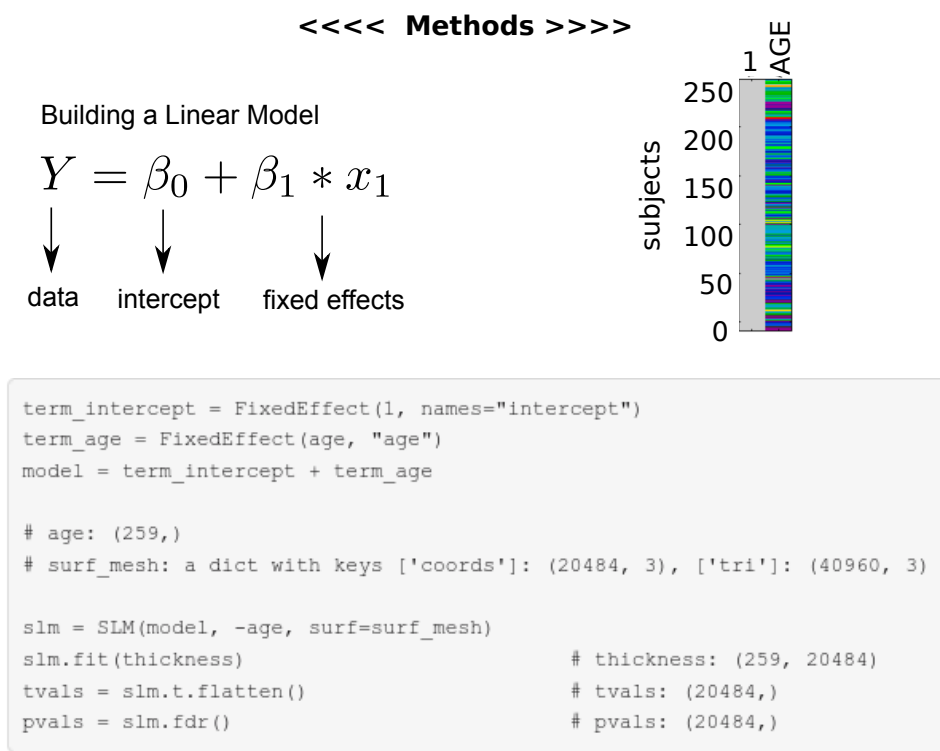 <<<< Methods >>>>
Building a Linear Model
Y = β₀ + β₁ * x₁
data intercept fixed effects
1 AGE
subjects
250
200
150
100
50
0
term_intercept = FixedEffect(1, names="intercept")
term_age = FixedEffect(age, "age")
model = term_intercept + term_age
# age: (259,)
# surf_mesh: a dict with keys ['coords']: (20484, 3), ['tri']: (40960, 3)
slm = SLM(model, -age, surf=surf_mesh)
slm.fit(thickness) # thickness: (259, 20484)
tvals = slm.t.flatten() # tvals: (20484,)
pvals = slm.fdr() # pvals: (20484,)